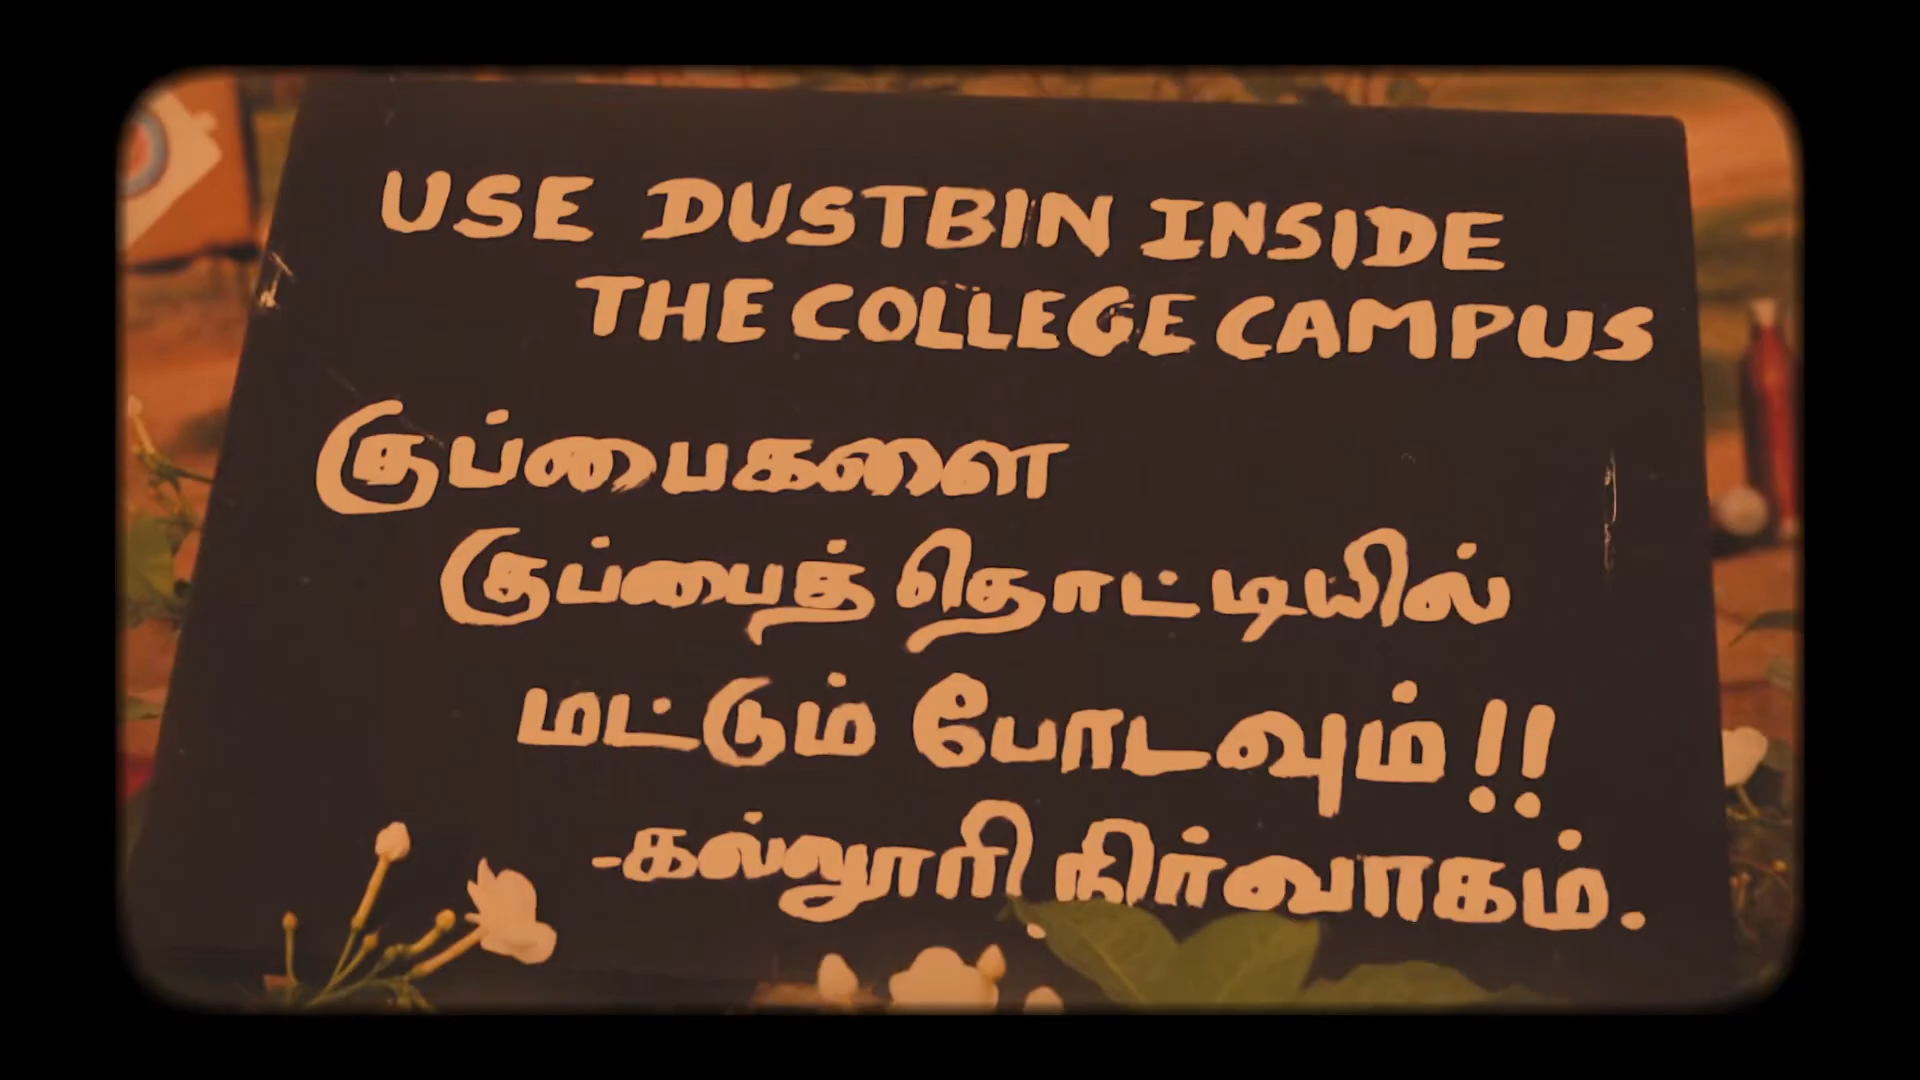 USE DUSTBIN INSIDE
THE COLLEGE CAMPUS
குப்பைகளை
குப்பைத் தொட்டியில்
மட்டும் போடவும்!!
-கல்லூரி நிர்வாகம்.